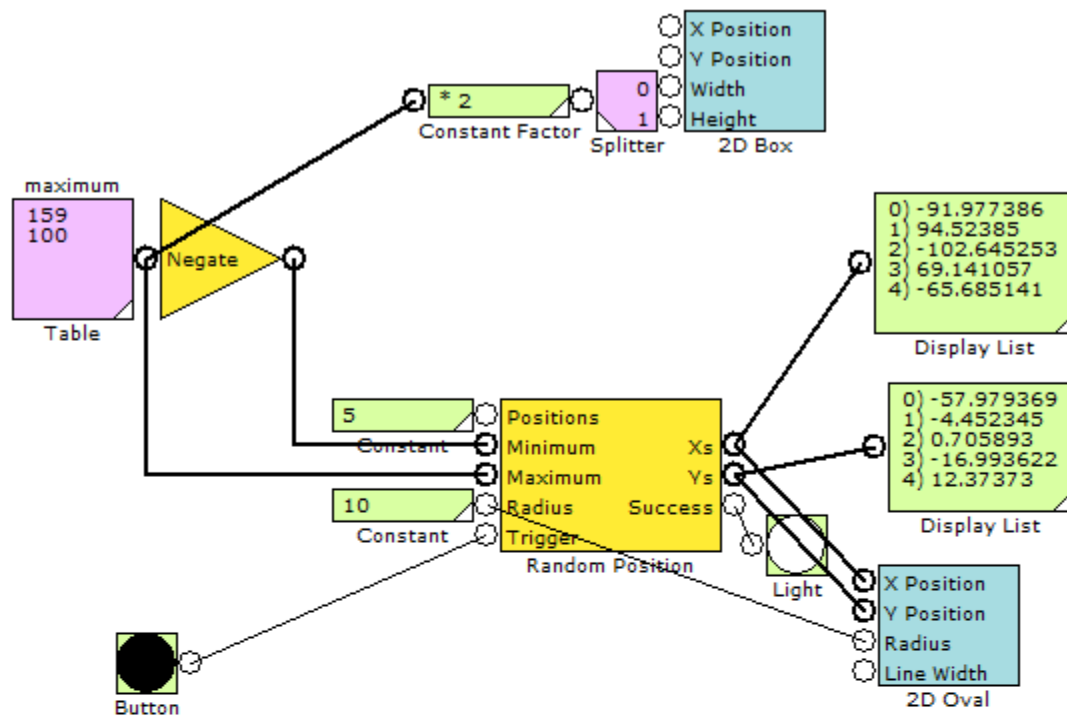 X Position
Y Position
Width
Height
2D Box
0
1
Splitter
* 2
Constant Factor
maximum
159
100
Table
Negate
0) -91.977386
1) 94.52385
2) -102.645253
3) 69.141057
4) -65.685141
Display List
0) -57.979369
1) -4.452345
2) 0.705893
3) -16.993622
4) 12.37373
Display List
5
Constant
10
Constant
Positions
Minimum
Maximum
Radius
Trigger
Xs
Ys
Success
Random Position
Light
X Position
Y Position
Radius
Line Width
2D Oval
Button